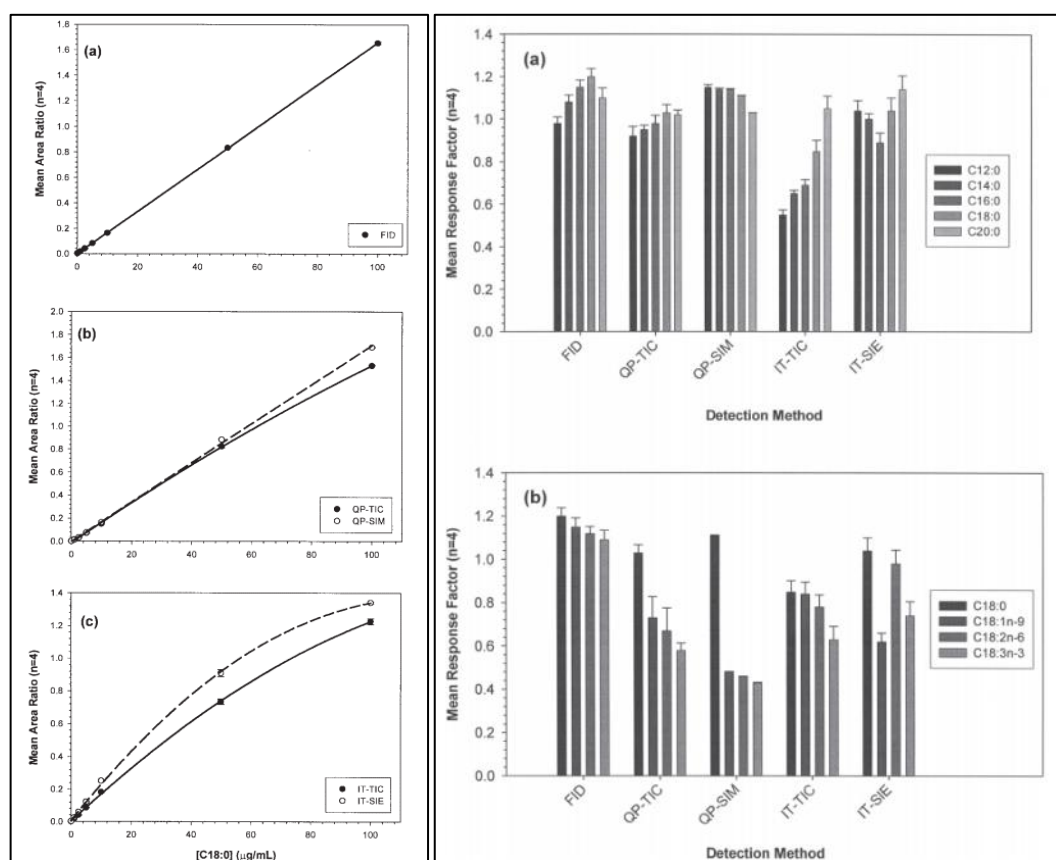 1.8
(a)
1.6
1.4
1.2
1.0
0.8
0.6
0.4
0.2
0.0
Mean Area Ratio (n=4)
FID
0 20 40 60 80 100
2.0
(b)
1.8
1.6
1.4
1.2
1.0
0.8
0.6
0.4
0.2
0.0
Mean Area Ratio (n=4)
QP-TIC
QP-SIM
0 20 40 60 80 100
1.4
(c)
1.2
1.0
0.8
0.6
0.4
0.2
0.0
Mean Area Ratio (n=4)
IT-TIC
IT-SIE
0 20 40 60 80 100
[C18:0] (μg/mL)
1.4
(a)
1.2
1.0
0.8
0.6
0.4
0.2
0.0
Mean Response Factor (n=4)
C12:0
C14:0
C16:0
C18:0
C20:0
FID QP-TIC QP-SIM IT-TIC IT-SIE
Detection Method
1.4
(b)
1.2
1.0
0.8
0.6
0.4
0.2
0.0
Mean Response Factor (n=4)
C18:0
C18:1n-9
C18:2n-6
C18:3n-3
FID QP-TIC QP-SIM IT-TIC IT-SIE
Detection Method